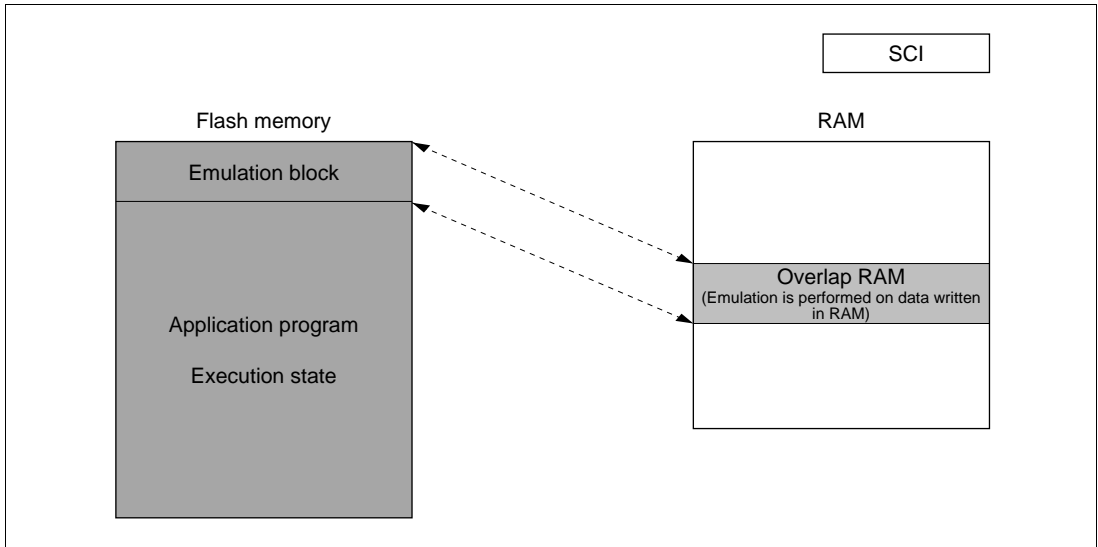 SCI
Flash memory
RAM
Emulation block
Overlap RAM
(Emulation is performed on data written
in RAM)
Application program
Execution state